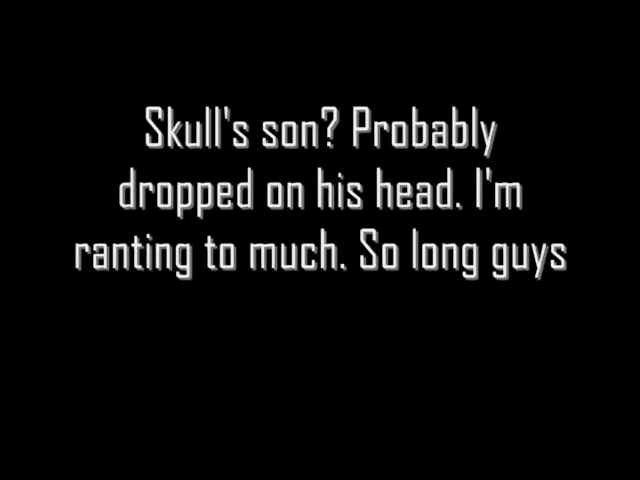 Skull's son? Probably
dropped on his head. I'm
ranting to much. So long guys